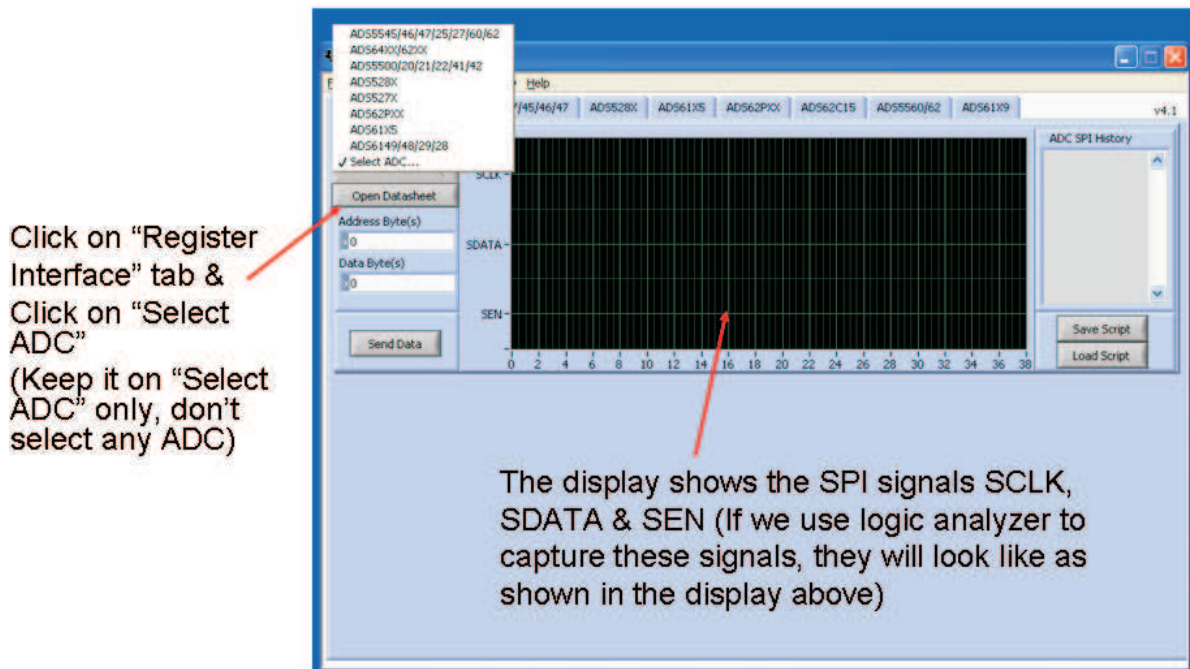 ADS5545/46/47/25/27/60/62
ADS64XX/62XX
ADS5500/20/21/22/41/42
ADS528X
ADS527X
ADS62PXX
ADS61X5
ADS6149/48/29/28
✓ Select ADC...
Help
/45/46/47
ADS528X
ADS61X5
ADS62PXX
ADS62C15
ADS5560/62
ADS61X9
v4.1
ADC SPI History
SCLK
Open Datasheet
Address Byte(s)
0
SDATA
Data Byte(s)
0
SEN
Send Data
Save Script
Load Script
0 2 4 6 8 10 12 14 16 18 20 22 24 26 28 30 32 34 36 38
Click on “Register
Interface” tab &
Click on “Select
ADC”
(Keep it on “Select
ADC” only, don’t
select any ADC)
The display shows the SPI signals SCLK,
SDATA & SEN (If we use logic analyzer to
capture these signals, they will look like as
shown in the display above)